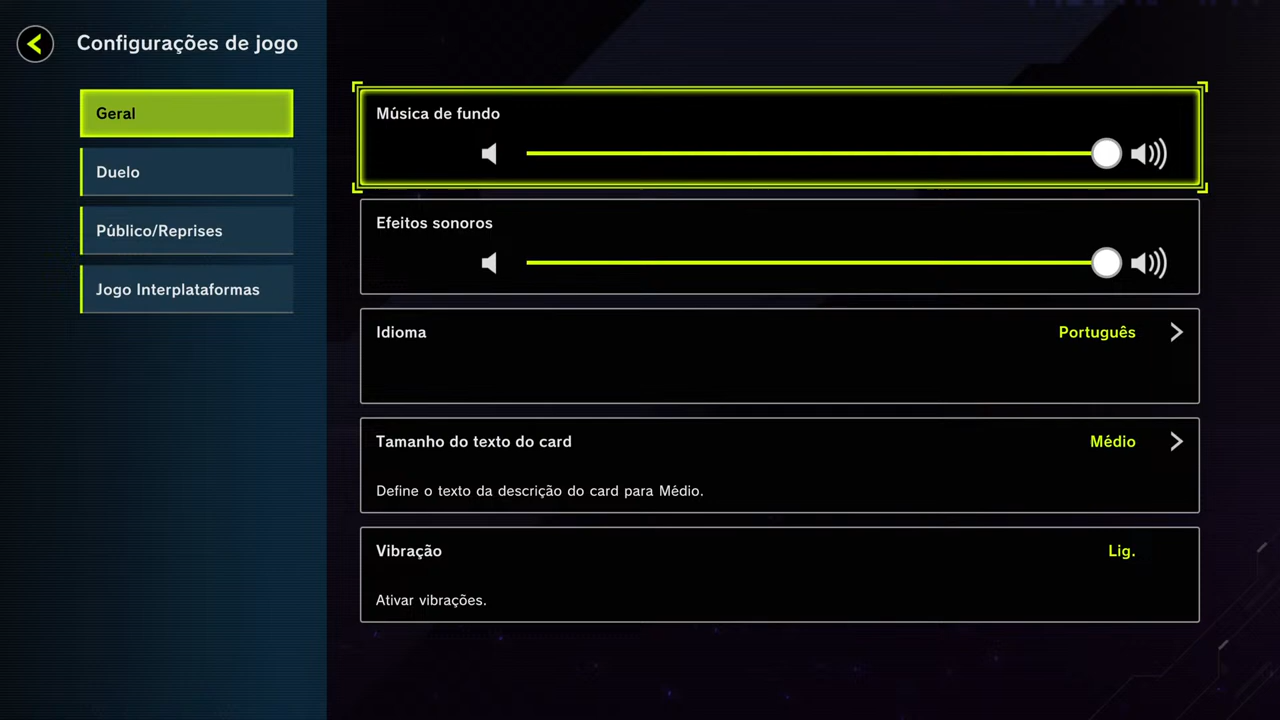 Configurações de jogo
Geral
Duelo
Público/Reprises
Jogo Interplataformas
Música de fundo
Efeitos sonoros
Idioma
Português
Tamanho do texto do card
Médio
Define o texto da descrição do card para Médio.
Vibração
Lig.
Ativar vibrações.